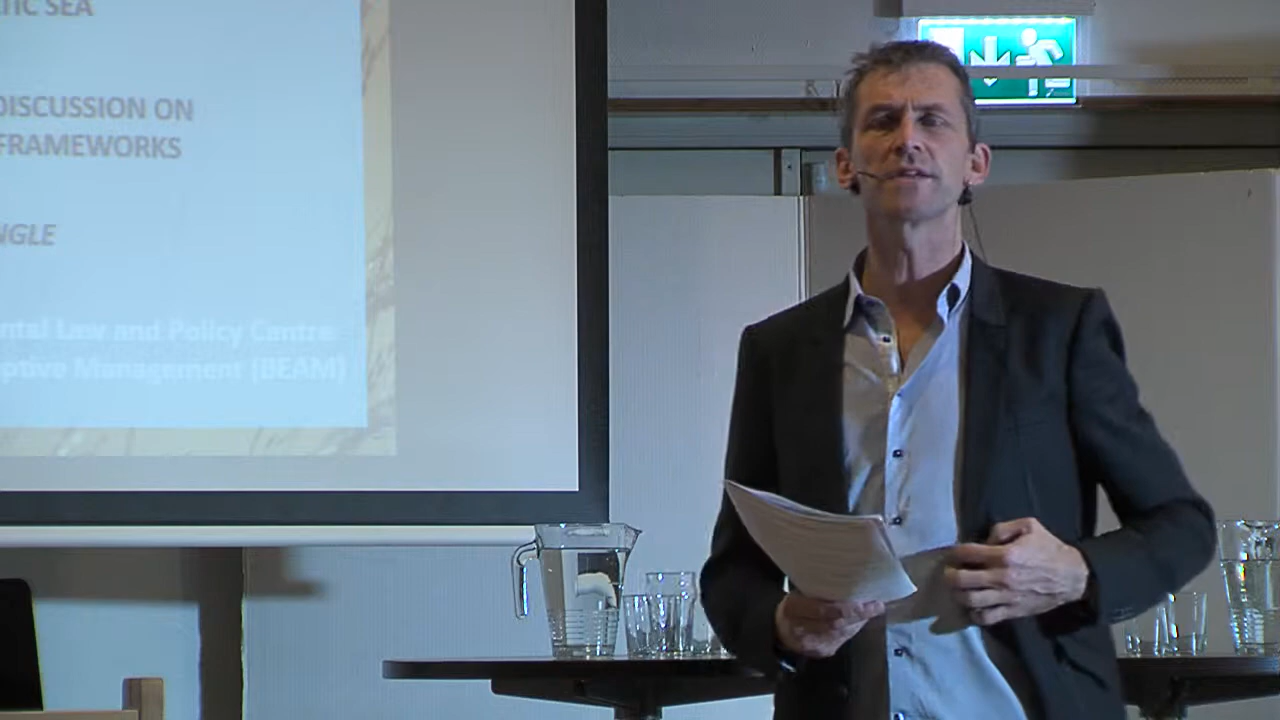 TIC SEA
DISCUSSION ON
FRAMEWORKS
NGLE
ntal Law and Policy Centre
ptive Management (BEAM)